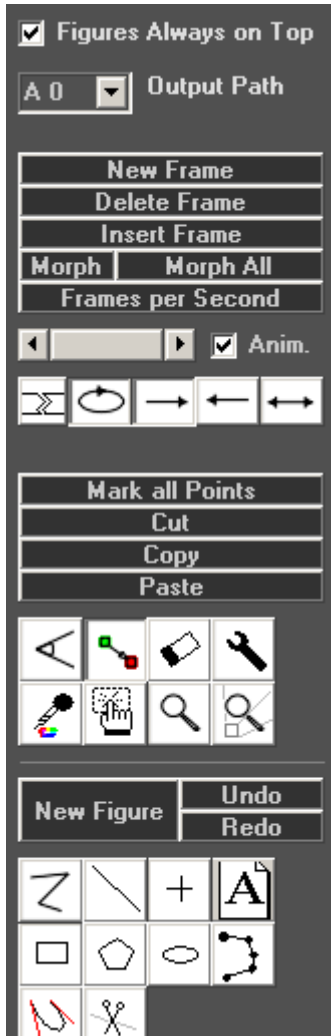 Figures Always on Top
A 0 Output Path
New Frame
Delete Frame
Insert Frame
Morph Morph All
Frames per Second
Anim.
Mark all Points
Cut
Copy
Paste
New Figure
Undo
Redo
A